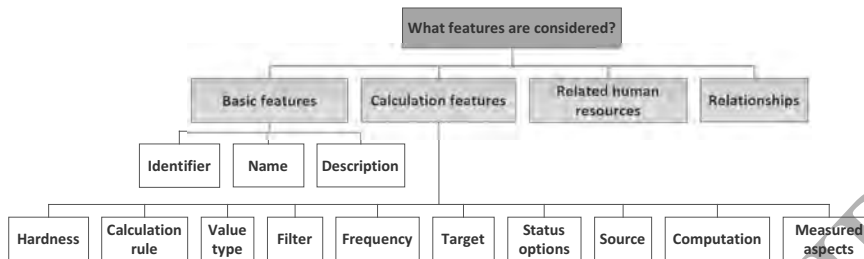 What features are considered?
Basic features
Calculation features
Related human
resources
Relationships
Identifier
Name
Description
Hardness
Calculation
rule
Value
type
Filter
Frequency
Target
Status
options
Source
Computation
Measured
aspects